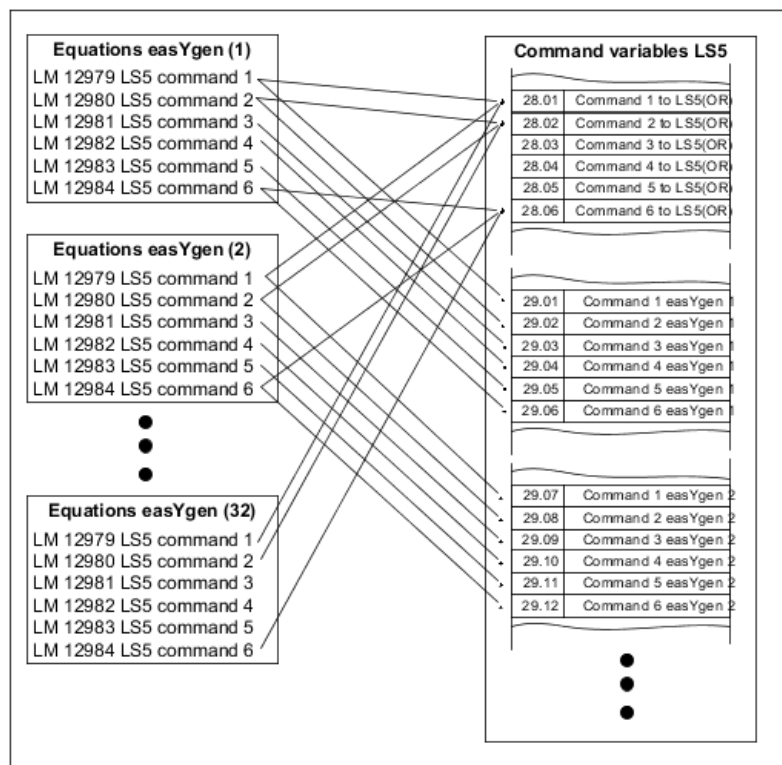 Equations easYgen (1)
LM 12979 LS5 command 1
LM 12980 LS5 command 2
LM 12981 LS5 command 3
LM 12982 LS5 command 4
LM 12983 LS5 command 5
LM 12984 LS5 command 6
Equations easYgen (2)
LM 12979 LS5 command 1
LM 12980 LS5 command 2
LM 12981 LS5 command 3
LM 12982 LS5 command 4
LM 12983 LS5 command 5
LM 12984 LS5 command 6
Equations easYgen (32)
LM 12979 LS5 command 1
LM 12980 LS5 command 2
LM 12981 LS5 command 3
LM 12982 LS5 command 4
LM 12983 LS5 command 5
LM 12984 LS5 command 6
Command variables LS5
28.01 Command 1 to LS5(OR)
28.02 Command 2 to LS5(OR)
28.03 Command 3 to LS5(OR)
28.04 Command 4 to LS5(OR)
28.05 Command 5 to LS5(OR)
28.06 Command 6 to LS5(OR)
29.01 Command 1 easYgen 1
29.02 Command 2 easYgen 1
29.03 Command 3 easYgen 1
29.04 Command 4 easYgen 1
29.05 Command 5 easYgen 1
29.06 Command 6 easYgen 1
29.07 Command 1 easYgen 2
29.08 Command 2 easYgen 2
29.09 Command 3 easYgen 2
29.10 Command 4 easYgen 2
29.11 Command 5 easYgen 2
29.12 Command 6 easYgen 2